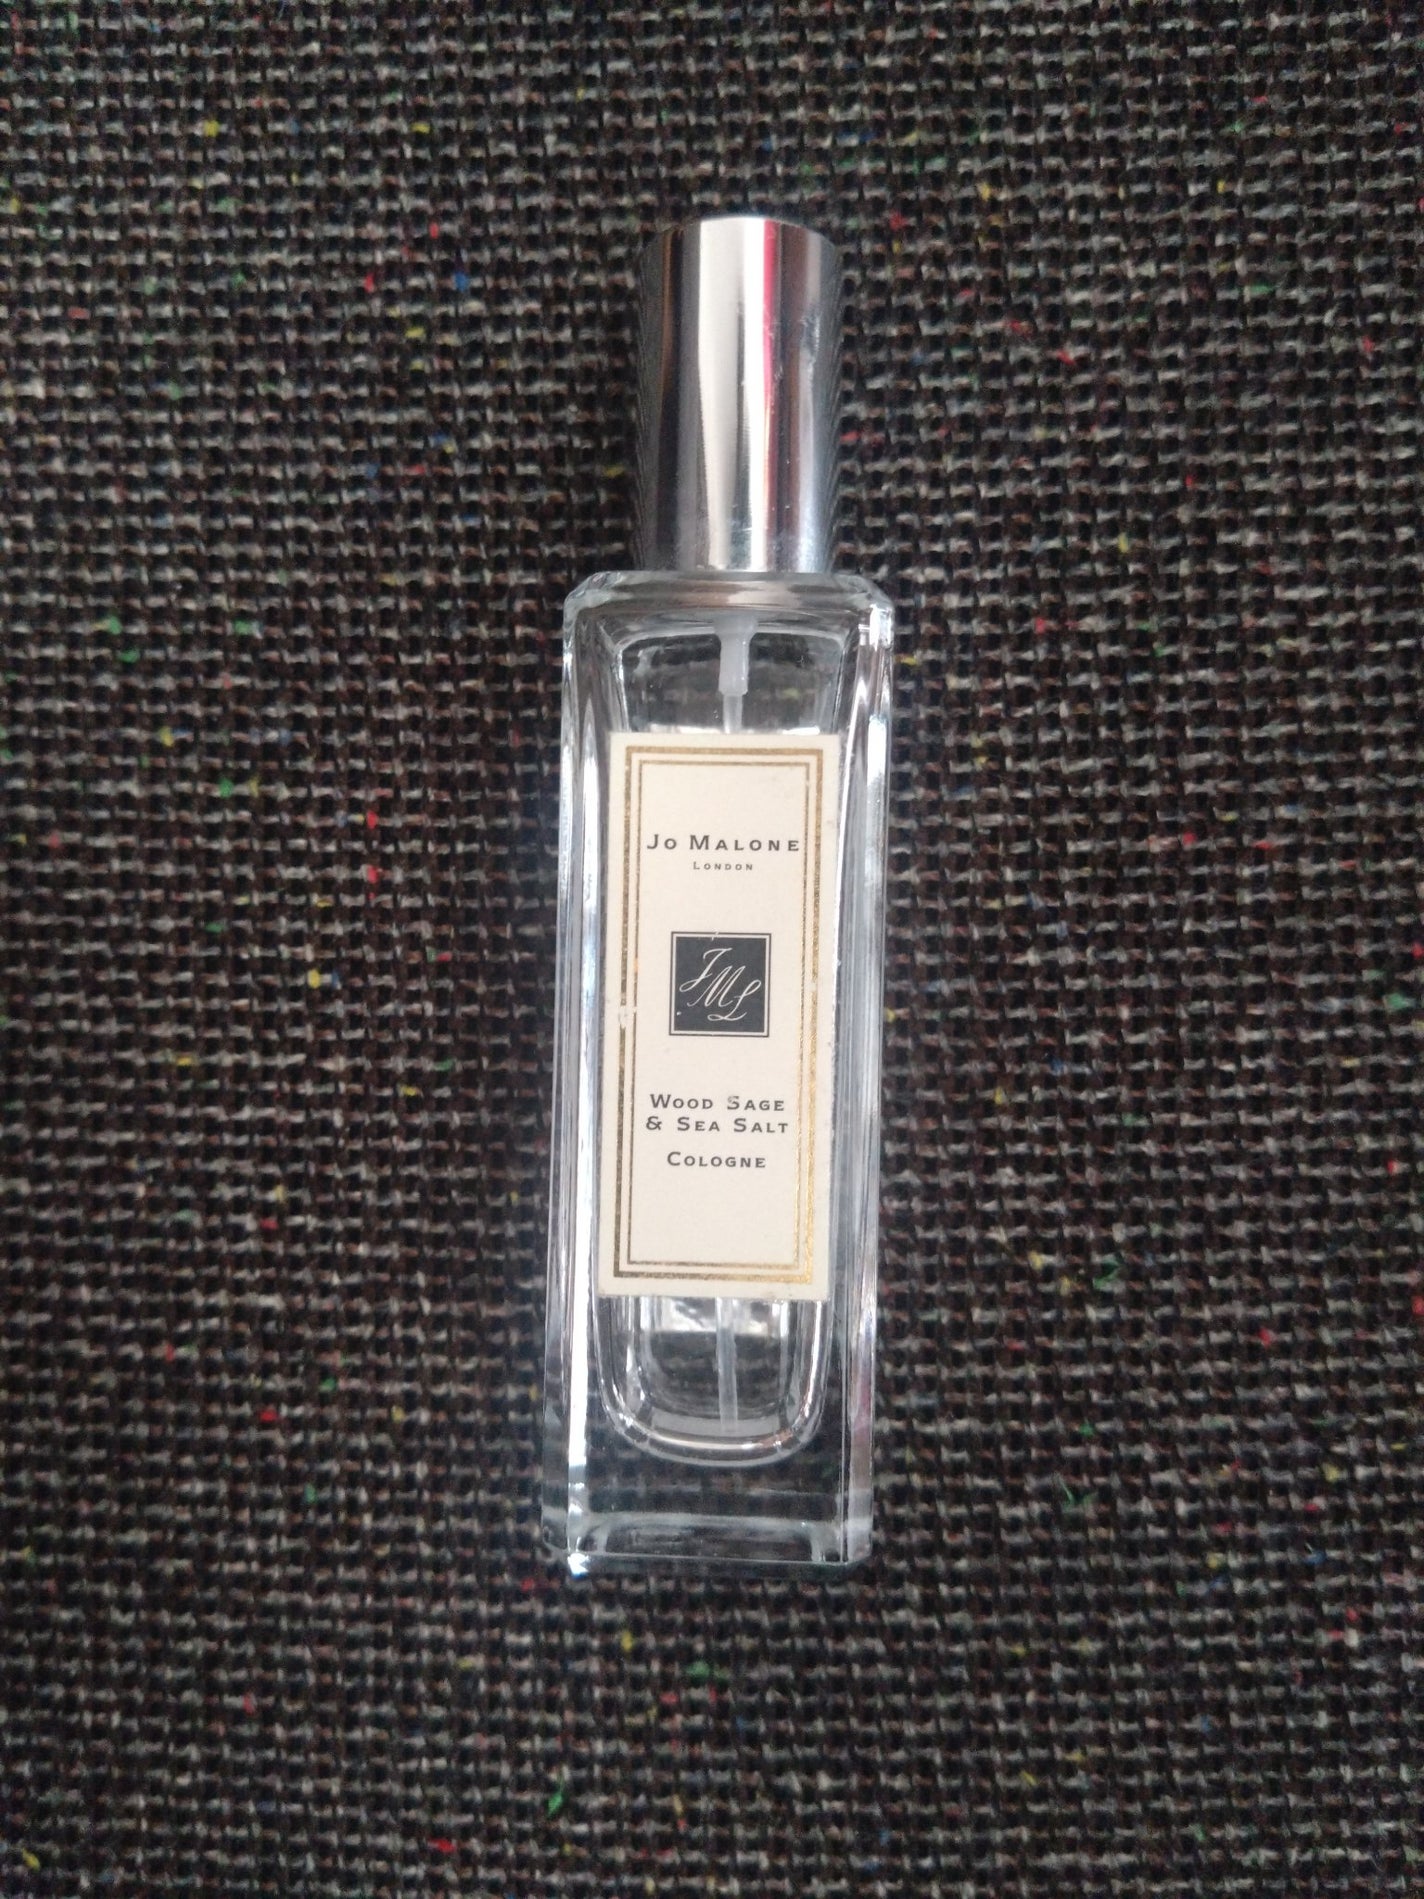 Jo Malone
London
JML
Wood Sage
& Sea Salt
Cologne